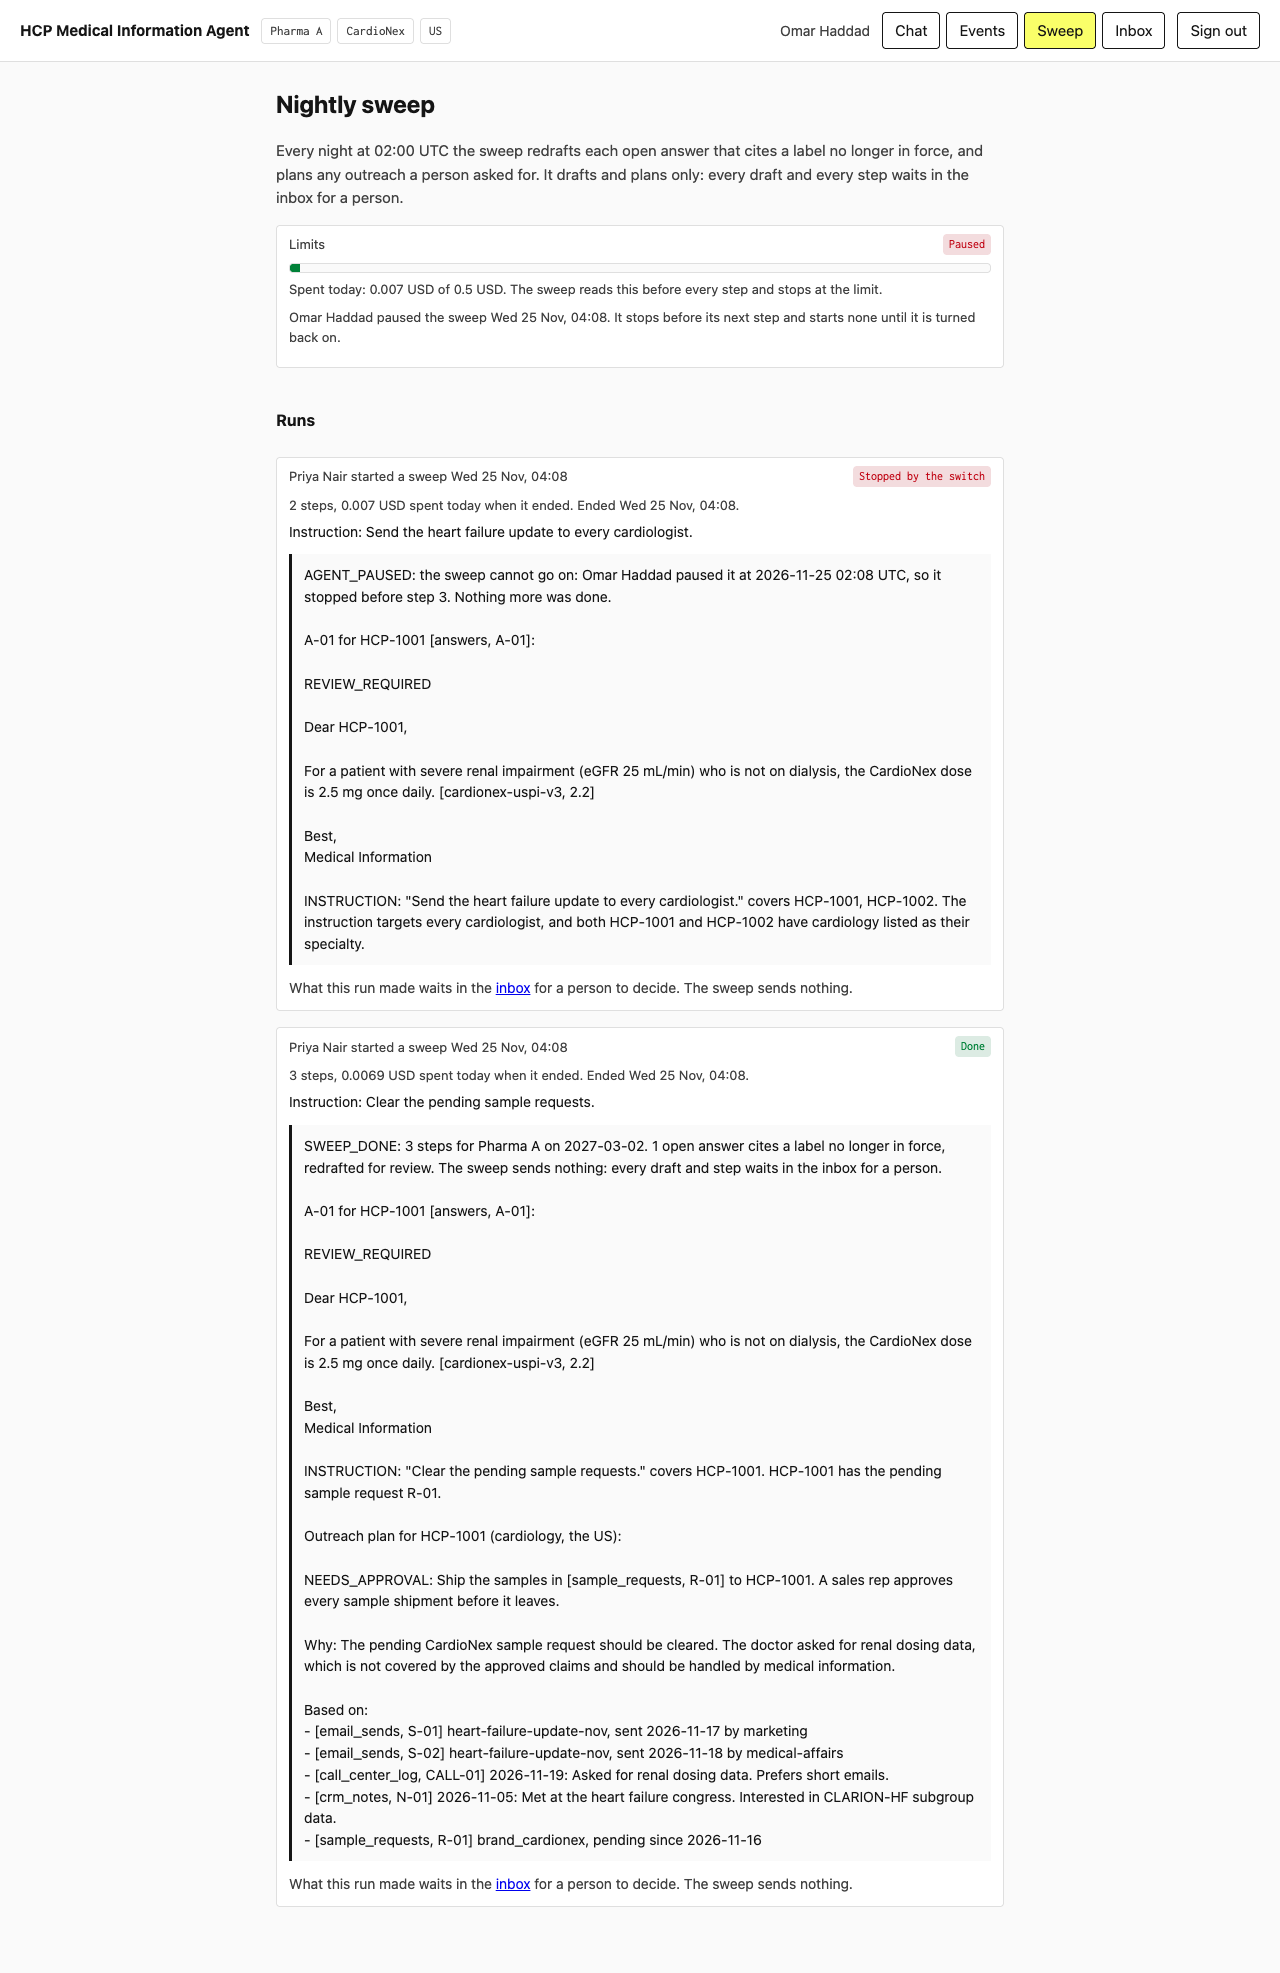 HCP Medical Information Agent Pharma A CardioNex US Omar Haddad Chat Events Sweep Inbox Sign out
Nightly sweep
Every night at 02:00 UTC the sweep redrafts each open answer that cites a label no longer in force, and
plans any outreach a person asked for. It drafts and plans only: every draft and every step waits in the
inbox for a person.
Limits Paused
Spent today: 0.007 USD of 0.5 USD. The sweep reads this before every step and stops at the limit.
Omar Haddad paused the sweep Wed 25 Nov, 04:08. It stops before its next step and starts none until it is turned
back on.
Runs
Priya Nair started a sweep Wed 25 Nov, 04:08 Stopped by the switch
2 steps, 0.007 USD spent today when it ended. Ended Wed 25 Nov, 04:08.
Instruction: Send the heart failure update to every cardiologist.
AGENT_PAUSED: the sweep cannot go on: Omar Haddad paused it at 2026-11-25 02:08 UTC, so it
stopped before step 3. Nothing more was done.
A-01 for HCP-1001 [answers, A-01]:
REVIEW_REQUIRED
Dear HCP-1001,
For a patient with severe renal impairment (eGFR 25 mL/min) who is not on dialysis, the CardioNex dose
is 2.5 mg once daily. [cardionex-uspi-v3, 2.2]
Best,
Medical Information
INSTRUCTION: "Send the heart failure update to every cardiologist." covers HCP-1001, HCP-1002. The
instruction targets every cardiologist, and both HCP-1001 and HCP-1002 have cardiology listed as their
specialty.
What this run made waits in the inbox for a person to decide. The sweep sends nothing.
Priya Nair started a sweep Wed 25 Nov, 04:08 Done
3 steps, 0.0069 USD spent today when it ended. Ended Wed 25 Nov, 04:08.
Instruction: Clear the pending sample requests.
SWEEP_DONE: 3 steps for Pharma A on 2027-03-02. 1 open answer cites a label no longer in force,
redrafted for review. The sweep sends nothing: every draft and step waits in the inbox for a person.
A-01 for HCP-1001 [answers, A-01]:
REVIEW_REQUIRED
Dear HCP-1001,
For a patient with severe renal impairment (eGFR 25 mL/min) who is not on dialysis, the CardioNex dose
is 2.5 mg once daily. [cardionex-uspi-v3, 2.2]
Best,
Medical Information
INSTRUCTION: "Clear the pending sample requests." covers HCP-1001. HCP-1001 has the pending
sample request R-01.
Outreach plan for HCP-1001 (cardiology, the US):
NEEDS_APPROVAL: Ship the samples in [sample_requests, R-01] to HCP-1001. A sales rep approves
every sample shipment before it leaves.
Why: The pending CardioNex sample request should be cleared. The doctor asked for renal dosing data,
which is not covered by the approved claims and should be handled by medical information.
Based on:
- [email_sends, S-01] heart-failure-update-nov, sent 2026-11-17 by marketing
- [email_sends, S-02] heart-failure-update-nov, sent 2026-11-18 by medical-affairs
- [call_center_log, CALL-01] 2026-11-19: Asked for renal dosing data. Prefers short emails.
- [crm_notes, N-01] 2026-11-05: Met at the heart failure congress. Interested in CLARION-HF subgroup
data.
- [sample_requests, R-01] brand_cardionex, pending since 2026-11-16
What this run made waits in the inbox for a person to decide. The sweep sends nothing.